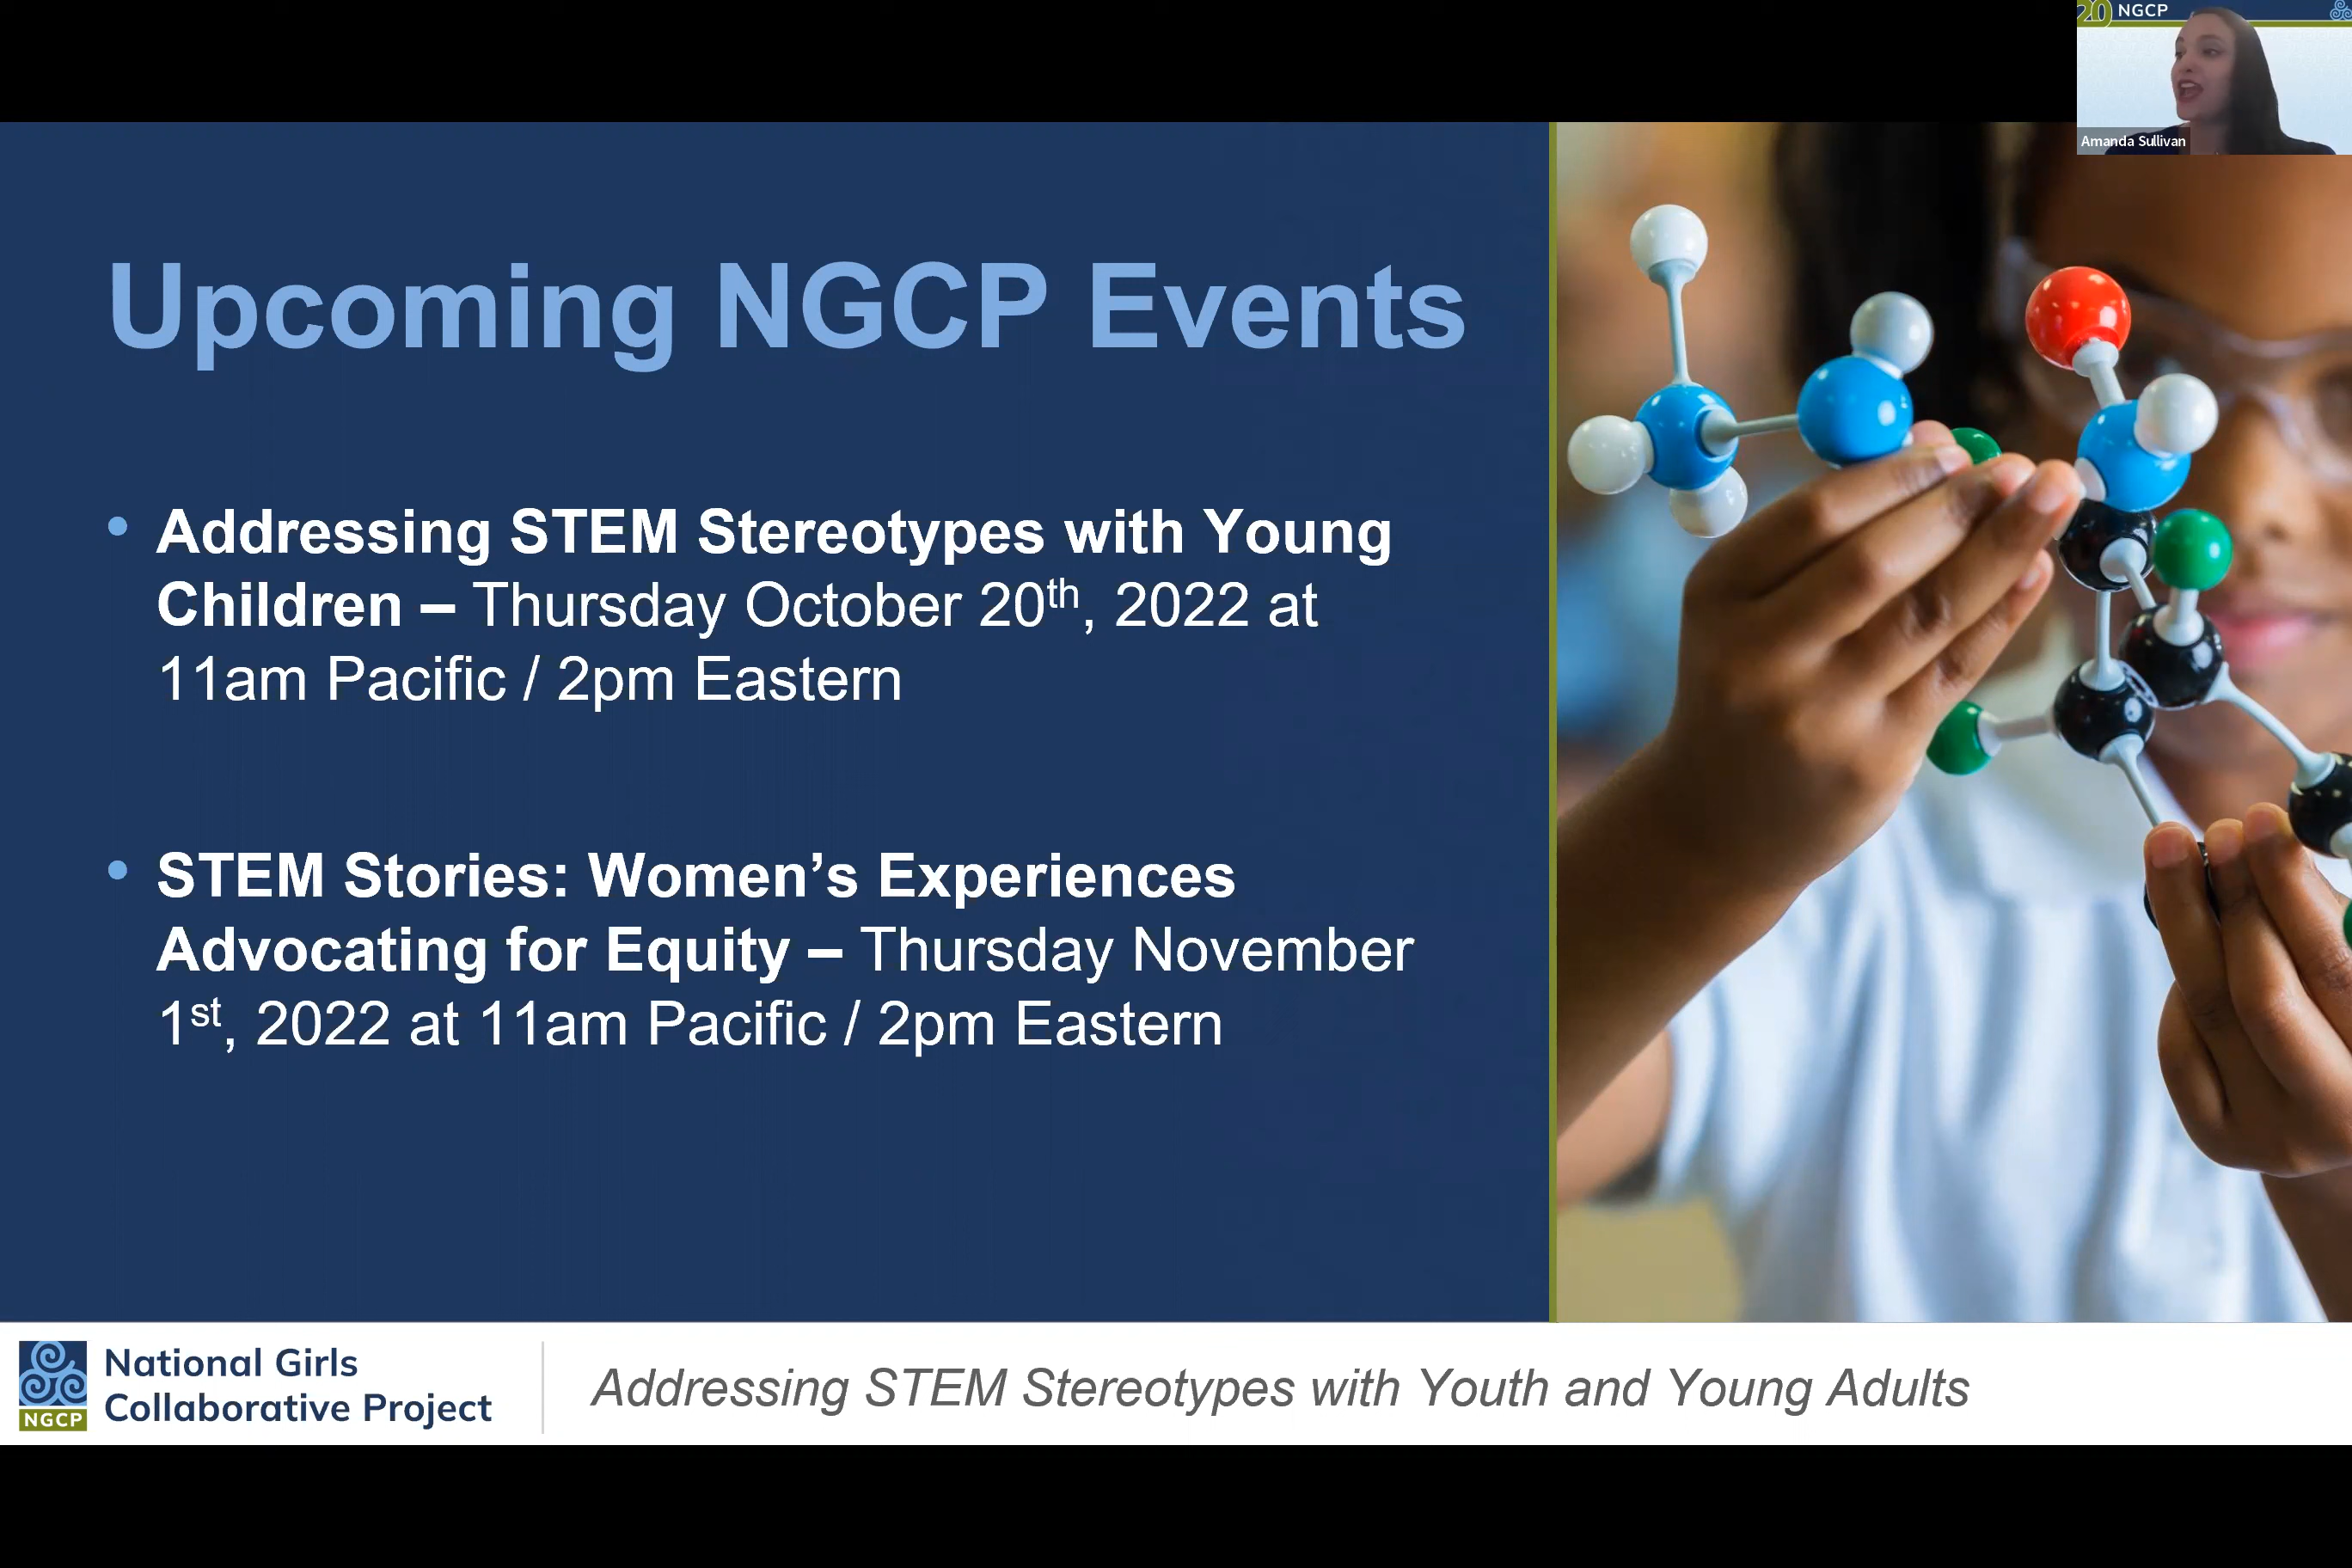 20 NGCP
Amanda Sullivan
Upcoming NGCP Events
• Addressing STEM Stereotypes with Young
Children – Thursday October 20th, 2022 at
11am Pacific / 2pm Eastern
• STEM Stories: Women’s Experiences
Advocating for Equity – Thursday November
1st, 2022 at 11am Pacific / 2pm Eastern
NGCP
National Girls
Collaborative Project
Addressing STEM Stereotypes with Youth and Young Adults